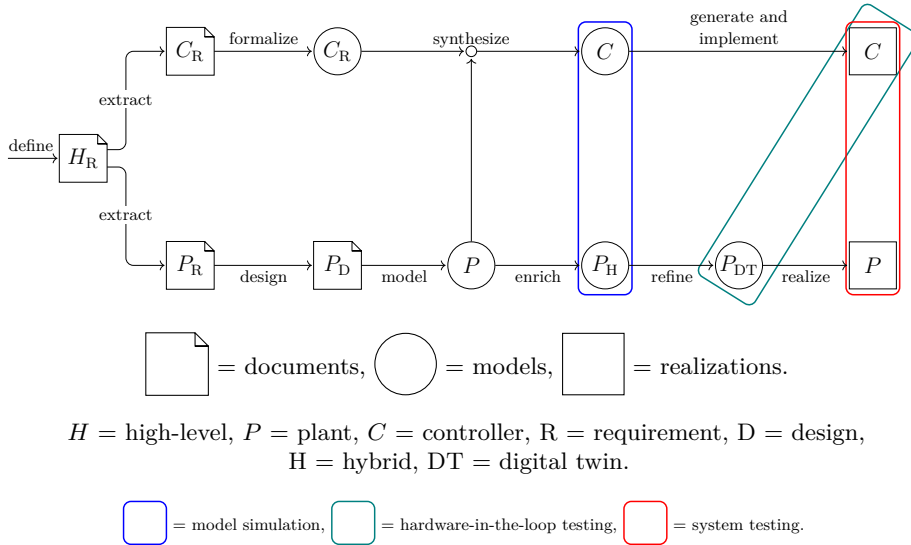 generate and
implement
C_R formalize C_R synthesize C C
extract
define H_R
extract
P_R design P_D model P enrich P_H refine P_DT realize P
= documents, = models, = realizations.
H = high-level, P = plant, C = controller, R = requirement, D = design,
H = hybrid, DT = digital twin.
= model simulation, = hardware-in-the-loop testing, = system testing.